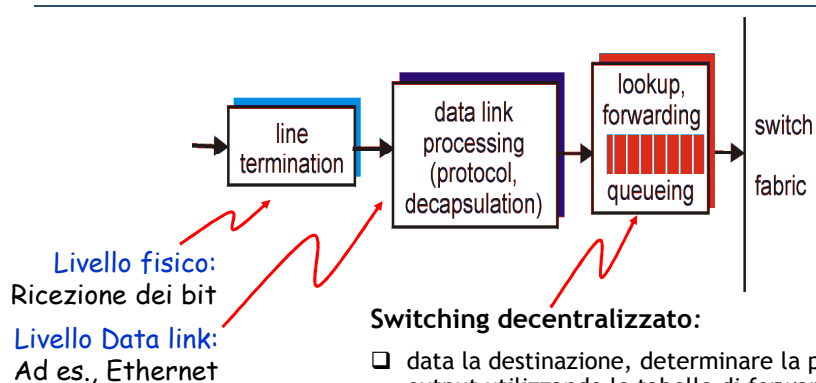 line
termination
data link
processing
(protocol,
decapsulation)
lookup,
forwarding
queueing
switch
fabric
Livello fisico:
Ricezione dei bit
Livello Data link:
Ad es., Ethernet
Switching decentralizzato:
data la destinazione, determinare la p